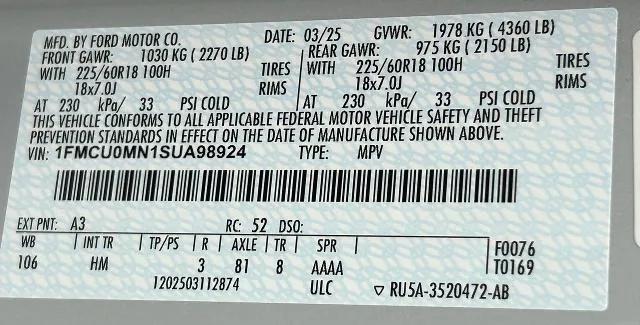 MFD. BY FORD MOTOR CO. DATE: 03/25 GVWR: 1978 KG (4360 LB)
FRONT GAWR: 1030 KG (2270 LB) REAR GAWR: 975 KG (2150 LB)
WITH 225/60R18 100H TIRES WITH 225/60R18 100H TIRES
18x7.0J RIMS 18x7.0J RIMS
AT 230 kPa/ 33 PSI COLD AT 230 kPa/ 33 PSI COLD
THIS VEHICLE CONFORMS TO ALL APPLICABLE FEDERAL MOTOR VEHICLE SAFETY AND THEFT
PREVENTION STANDARDS IN EFFECT ON THE DATE OF MANUFACTURE SHOWN ABOVE.
VIN: 1FMCU0MN1SUA98924 TYPE: MPV
EXT PNT: A3 RC: 52 DSO:
WB INT TR TP/PS R AXLE TR SPR F0076
106 HM 3 81 8 AAAA T0169
1202503112874 ULC ▽ RU5A-3520472-AB